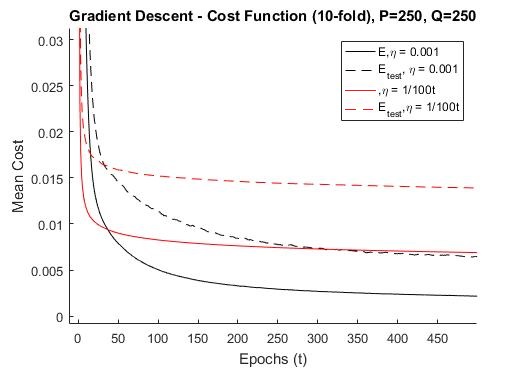 Gradient Descent - Cost Function (10-fold), P=250, Q=250
E,η = 0.001
E_test, η = 0.001
,η = 1/100t
E_test,η = 1/100t
Mean Cost
0.03
0.025
0.02
0.015
0.01
0.005
0
0 50 100 150 200 250 300 350 400 450
Epochs (t)